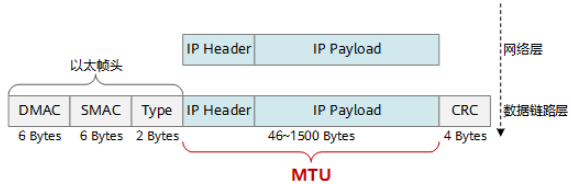 IP Header IP Payload 网络层
以太帧头
DMAC SMAC Type IP Header IP Payload CRC 数据链路层
6 Bytes 6 Bytes 2 Bytes 46~1500 Bytes 4 Bytes
MTU